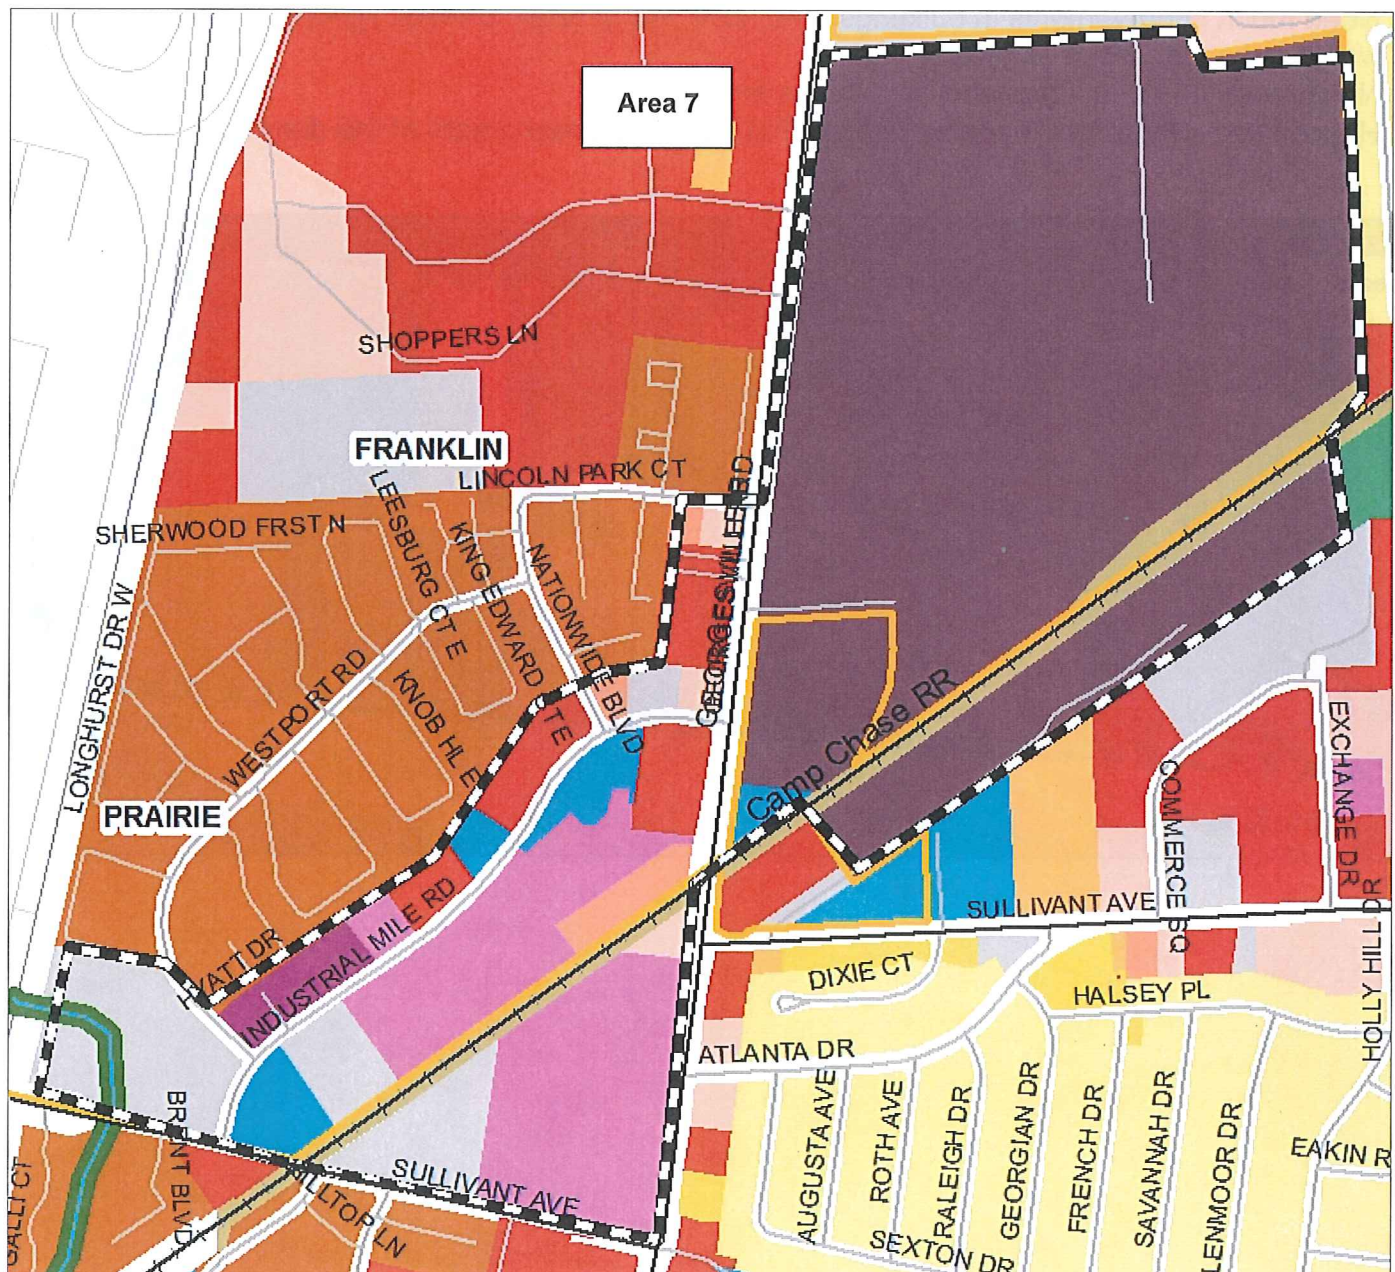 Area 7
SHOPPERS LN
FRANKLIN
LINCOLN PARK CT
SHERWOOD FRST N
LEESBURG CT E
KING EDWARD
TE
NATIONWIDE BLVD
GEORGESVILLE RD
LONGHURST DR W
WESTPORT RD
KNOB HL E
PRAIRIE
Camp Chase RR
EXCHANGE DR
COMMERCE SQ
SULLIVANT AVE
HOLLY HILL DR
INDUSTRIAL MILE RD
HYATT DR
DIXIE CT
HALSEY PL
ATLANTA DR
AUGUSTA AVE
ROTH AVE
RALEIGH DR
GEORGIAN DR
FRENCH DR
SAVANNAH DR
LENMOOR DR
EAKIN R
BRENT BLVD
SULLIVANT AVE
HILLTOP LN
GALLI CT
SEXTON DR